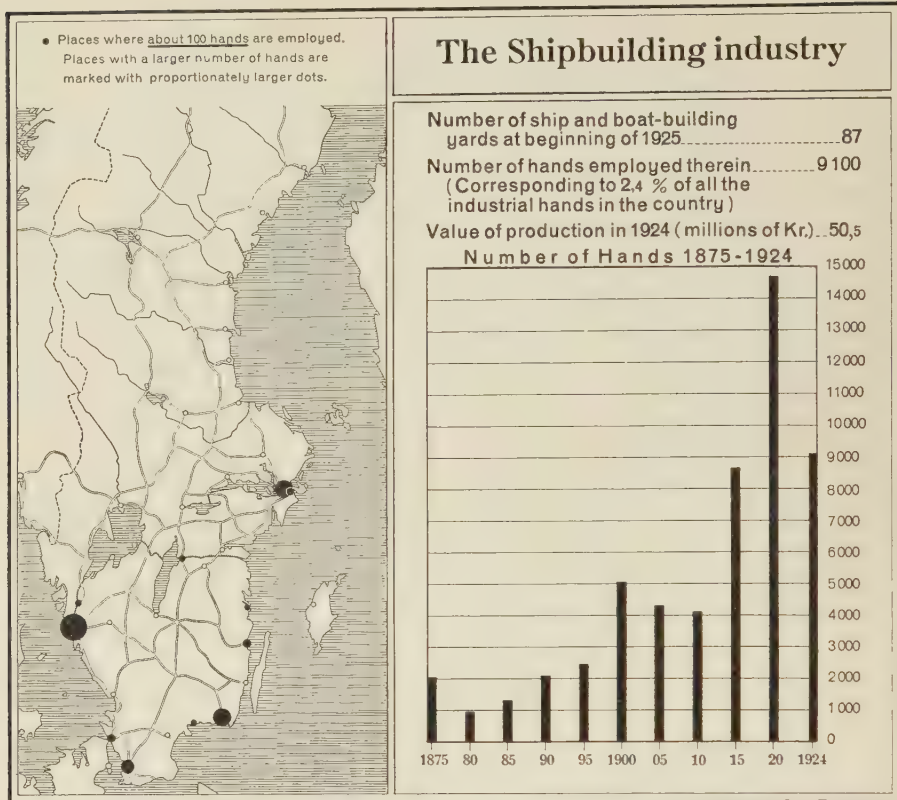 • Places where about 100 hands are employed.
Places with a larger number of hands are
marked with proportionately larger dots.
The Shipbuilding industry
Number of ship and boat-building
yards at beginning of 1925 87
Number of hands employed therein 9100
(Corresponding to 2,4 % of all the
industrial hands in the country)
Value of production in 1924 (millions of Kr.) 50,5
Number of Hands 1875-1924
15000
14000
13000
12000
11000
10000
9000
8000
7000
6000
5000
4000
3000
2000
1000
0
1875 80 85 90 95 1900 05 10 15 20 1924